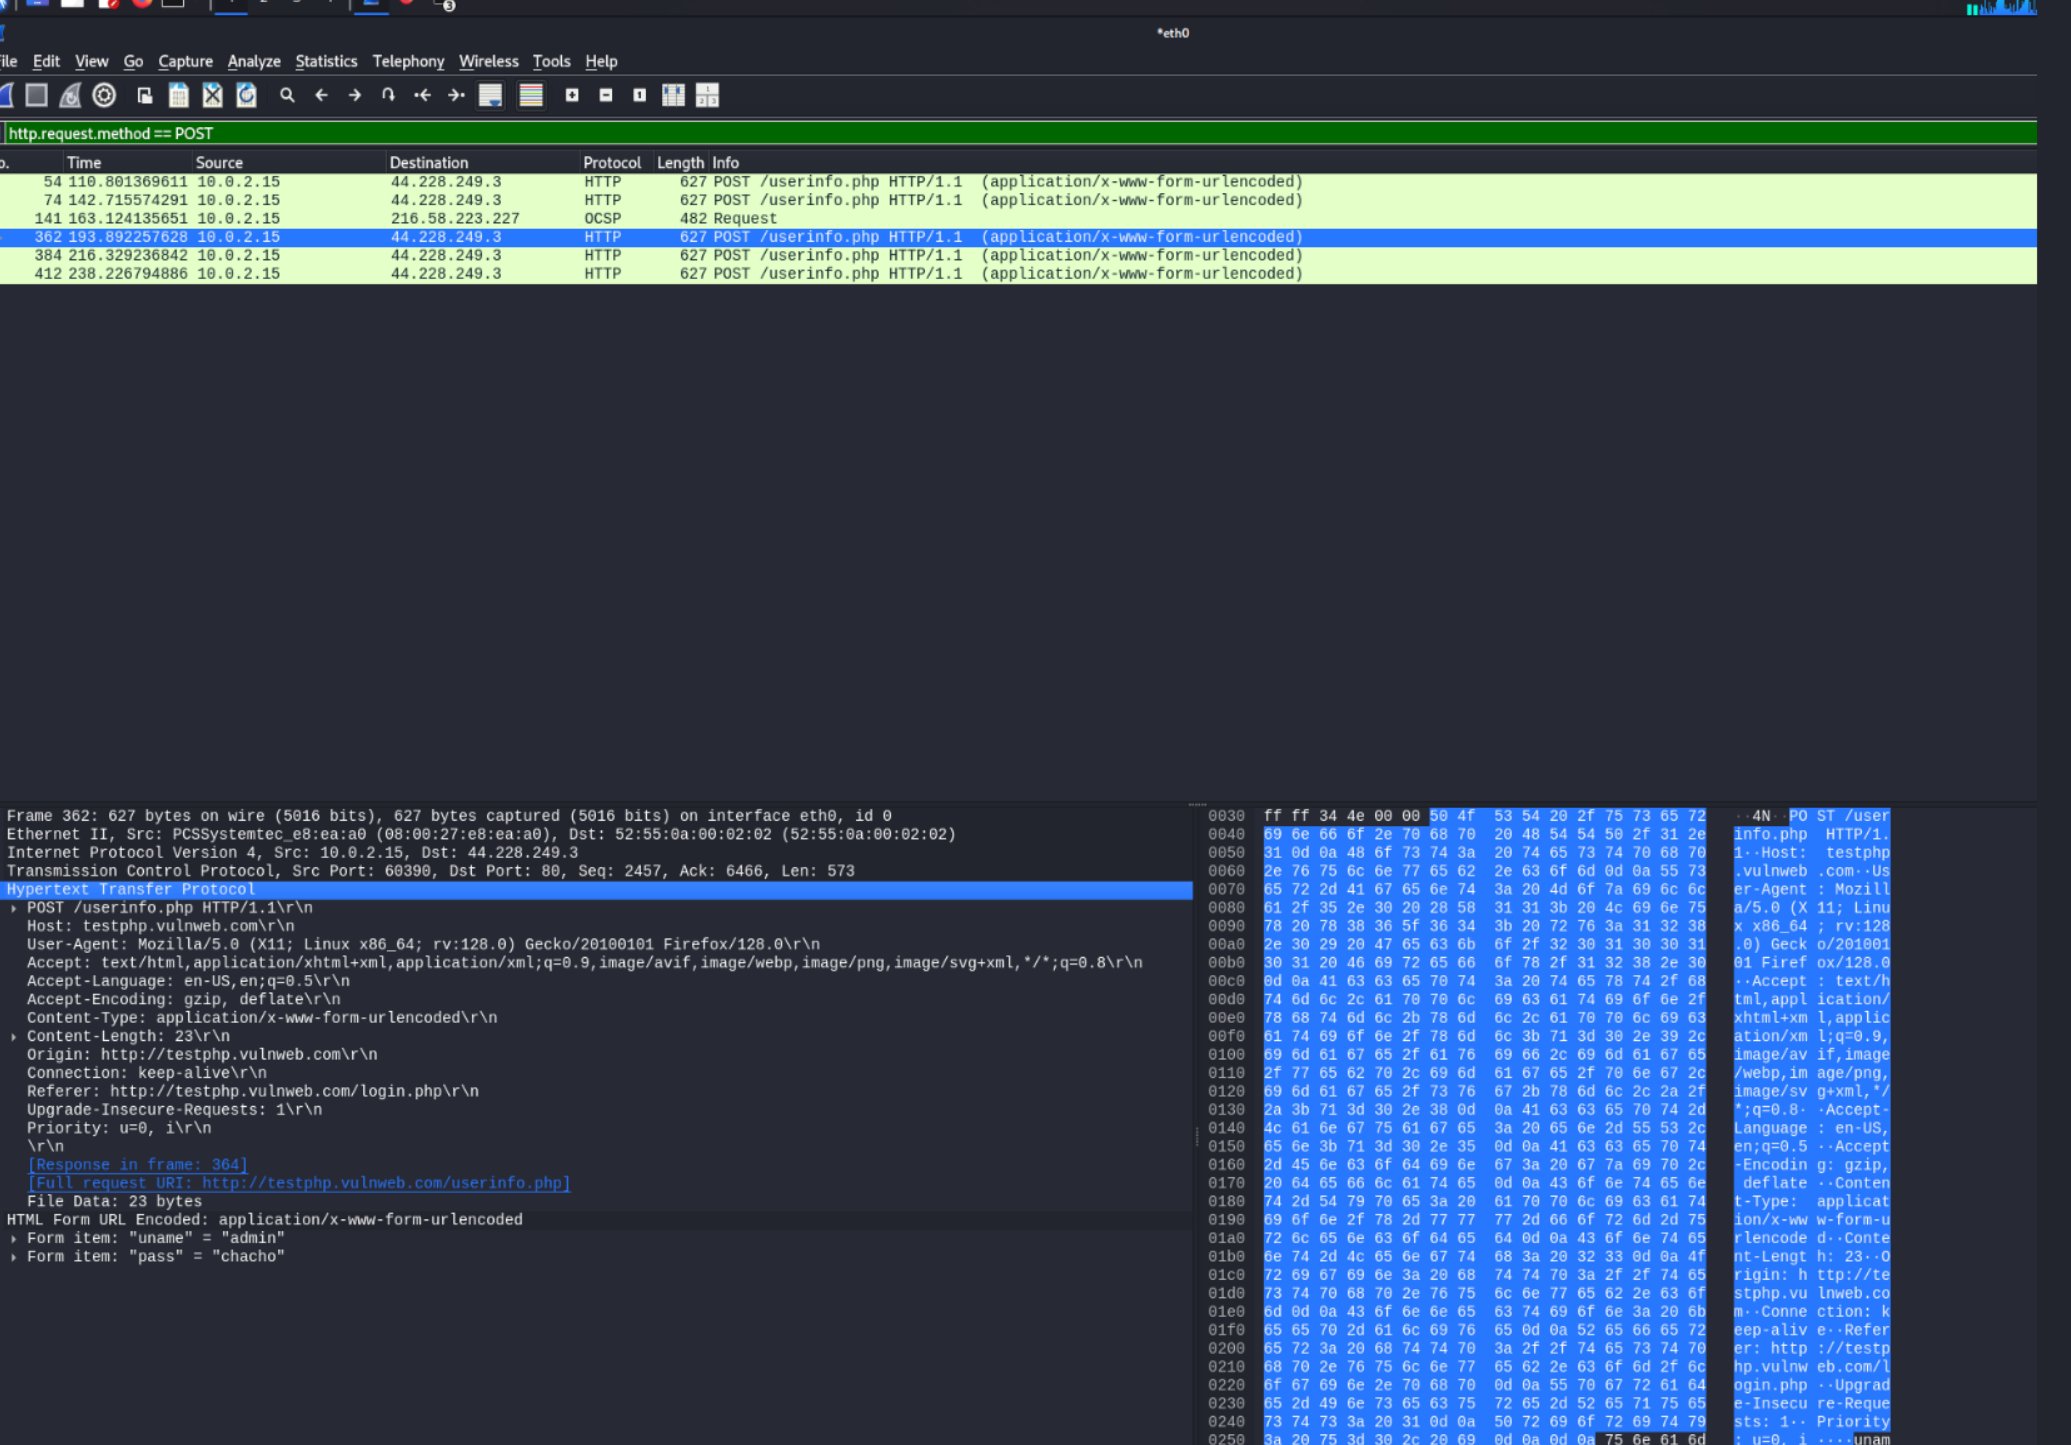 *eth0
File Edit View Go Capture Analyze Statistics Telephony Wireless Tools Help
http.request.method == POST
Time Source Destination Protocol Length Info
54 110.801369611 10.0.2.15 44.228.249.3 HTTP 627 POST /userinfo.php HTTP/1.1 (application/x-www-form-urlencoded)
74 142.715574291 10.0.2.15 44.228.249.3 HTTP 627 POST /userinfo.php HTTP/1.1 (application/x-www-form-urlencoded)
141 163.124135651 10.0.2.15 216.58.223.227 OCSP 482 Request
362 193.892257628 10.0.2.15 44.228.249.3 HTTP 627 POST /userinfo.php HTTP/1.1 (application/x-www-form-urlencoded)
384 216.329236842 10.0.2.15 44.228.249.3 HTTP 627 POST /userinfo.php HTTP/1.1 (application/x-www-form-urlencoded)
412 238.226794886 10.0.2.15 44.228.249.3 HTTP 627 POST /userinfo.php HTTP/1.1 (application/x-www-form-urlencoded)
Frame 362: 627 bytes on wire (5016 bits), 627 bytes captured (5016 bits) on interface eth0, id 0
Ethernet II, Src: PCSSystemtec_e8:ea:a0 (08:00:27:e8:ea:a0), Dst: 52:55:0a:00:02:02 (52:55:0a:00:02:02)
Internet Protocol Version 4, Src: 10.0.2.15, Dst: 44.228.249.3
Transmission Control Protocol, Src Port: 60390, Dst Port: 80, Seq: 2457, Ack: 6466, Len: 573
Hypertext Transfer Protocol
POST /userinfo.php HTTP/1.1\r\n
Host: testphp.vulnweb.com\r\n
User-Agent: Mozilla/5.0 (X11; Linux x86_64; rv:128.0) Gecko/20100101 Firefox/128.0\r\n
Accept: text/html,application/xhtml+xml,application/xml;q=0.9,image/avif,image/webp,image/png,image/svg+xml,*/*;q=0.8\r\n
Accept-Language: en-US,en;q=0.5\r\n
Accept-Encoding: gzip, deflate\r\n
Content-Type: application/x-www-form-urlencoded\r\n
Content-Length: 23\r\n
Origin: http://testphp.vulnweb.com\r\n
Connection: keep-alive\r\n
Referer: http://testphp.vulnweb.com/login.php\r\n
Upgrade-Insecure-Requests: 1\r\n
Priority: u=0, i\r\n
\r\n
[Response in frame: 364]
[Full request URI: http://testphp.vulnweb.com/userinfo.php]
File Data: 23 bytes
HTML Form URL Encoded: application/x-www-form-urlencoded
Form item: "uname" = "admin"
Form item: "pass" = "chacho"
0030 ff ff 34 4e 00 00 50 4f 53 54 20 2f 75 73 65 72 ··4N··PO ST /user
0040 69 6e 66 6f 2e 70 68 70 20 48 54 54 50 2f 31 2e info.php HTTP/1.
0050 31 0d 0a 48 6f 73 74 3a 20 74 65 73 74 70 68 70 1··Host: testphp
0060 2e 76 75 6c 6e 77 65 62 2e 63 6f 6d 0d 0a 55 73 .vulnweb .com··Us
0070 65 72 2d 41 67 65 6e 74 3a 20 4d 6f 7a 69 6c 6c er-Agent : Mozill
0080 61 2f 35 2e 30 20 28 58 31 31 3b 20 4c 69 6e 75 a/5.0 (X 11; Linu
0090 78 20 78 38 36 5f 36 34 3b 20 72 76 3a 31 32 38 x x86_64 ; rv:128
00a0 2e 30 29 20 47 65 63 6b 6f 2f 32 30 31 30 30 31 .0) Geck o/201001
00b0 30 31 20 46 69 72 65 66 6f 78 2f 31 32 38 2e 30 01 Firef ox/128.0
00c0 0d 0a 41 63 63 65 70 74 3a 20 74 65 78 74 2f 68 ··Accept : text/h
00d0 74 6d 6c 2c 61 70 70 6c 69 63 61 74 69 6f 6e 2f tml,appl ication/
00e0 78 68 74 6d 6c 2b 78 6d 6c 2c 61 70 70 6c 69 63 xhtml+xm l,applic
00f0 61 74 69 6f 6e 2f 78 6d 6c 3b 71 3d 30 2e 39 2c ation/xm l;q=0.9,
0100 69 6d 61 67 65 2f 61 76 69 66 2c 69 6d 61 67 65 image/av if,image
0110 2f 77 65 62 70 2c 69 6d 61 67 65 2f 70 6e 67 2c /webp,im age/png,
0120 69 6d 61 67 65 2f 73 76 67 2b 78 6d 6c 2c 2a 2f image/sv g+xml,*/
0130 2a 3b 71 3d 30 2e 38 0d 0a 41 63 63 65 70 74 2d *;q=0.8· ·Accept-
0140 4c 61 6e 67 75 61 67 65 3a 20 65 6e 2d 55 53 2c Language : en-US,
0150 65 6e 3b 71 3d 30 2e 35 0d 0a 41 63 63 65 70 74 en;q=0.5 ··Accept
0160 2d 45 6e 63 6f 64 69 6e 67 3a 20 67 7a 69 70 2c -Encodin g: gzip,
0170 20 64 65 66 6c 61 74 65 0d 0a 43 6f 6e 74 65 6e deflate ··Conten
0180 74 2d 54 79 70 65 3a 20 61 70 70 6c 69 63 61 74 t-Type: applicat
0190 69 6f 6e 2f 78 2d 77 77 77 2d 66 6f 72 6d 2d 75 ion/x-ww w-form-u
01a0 72 6c 65 6e 63 6f 64 65 64 0d 0a 43 6f 6e 74 65 rlencode d··Conte
01b0 6e 74 2d 4c 65 6e 67 74 68 3a 20 32 33 0d 0a 4f nt-Lengt h: 23··O
01c0 72 69 67 69 6e 3a 20 68 74 74 70 3a 2f 2f 74 65 rigin: h ttp://te
01d0 73 74 70 68 70 2e 76 75 6c 6e 77 65 62 2e 63 6f stphp.vu lnweb.co
01e0 6d 0d 0a 43 6f 6e 6e 65 63 74 69 6f 6e 3a 20 6b m··Conne ction: k
01f0 65 65 70 2d 61 6c 69 76 65 0d 0a 52 65 66 65 72 eep-aliv e··Refer
0200 65 72 3a 20 68 74 74 70 3a 2f 2f 74 65 73 74 70 er: http ://testp
0210 68 70 2e 76 75 6c 6e 77 65 62 2e 63 6f 6d 2f 6c hp.vulnw eb.com/l
0220 6f 67 69 6e 2e 70 68 70 0d 0a 55 70 67 72 61 64 ogin.php ··Upgrad
0230 65 2d 49 6e 73 65 63 75 72 65 2d 52 65 71 75 65 e-Insecu re-Reque
0240 73 74 73 3a 20 31 0d 0a 50 72 69 6f 72 69 74 79 sts: 1·· Priority
0250 3a 20 75 3d 30 2c 20 69 0d 0a 0d 0a 75 6e 61 6d : u=0, i ····unam